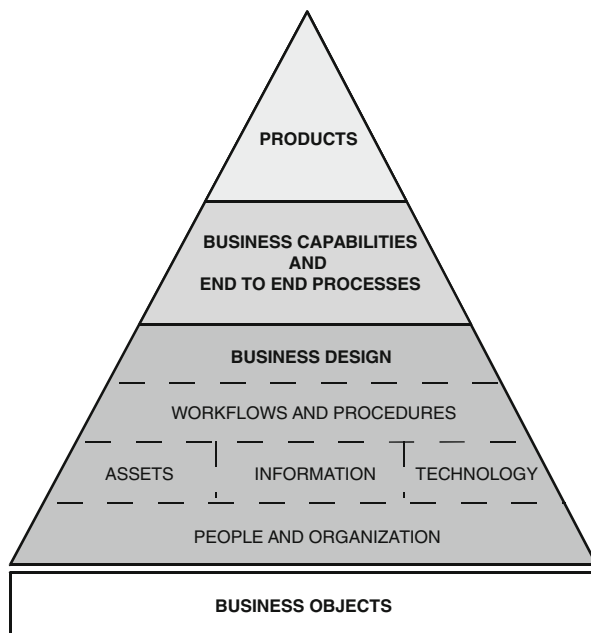 PRODUCTS
BUSINESS CAPABILITIES
AND
END TO END PROCESSES
BUSINESS DESIGN
WORKFLOWS AND PROCEDURES
ASSETS INFORMATION TECHNOLOGY
PEOPLE AND ORGANIZATION
BUSINESS OBJECTS